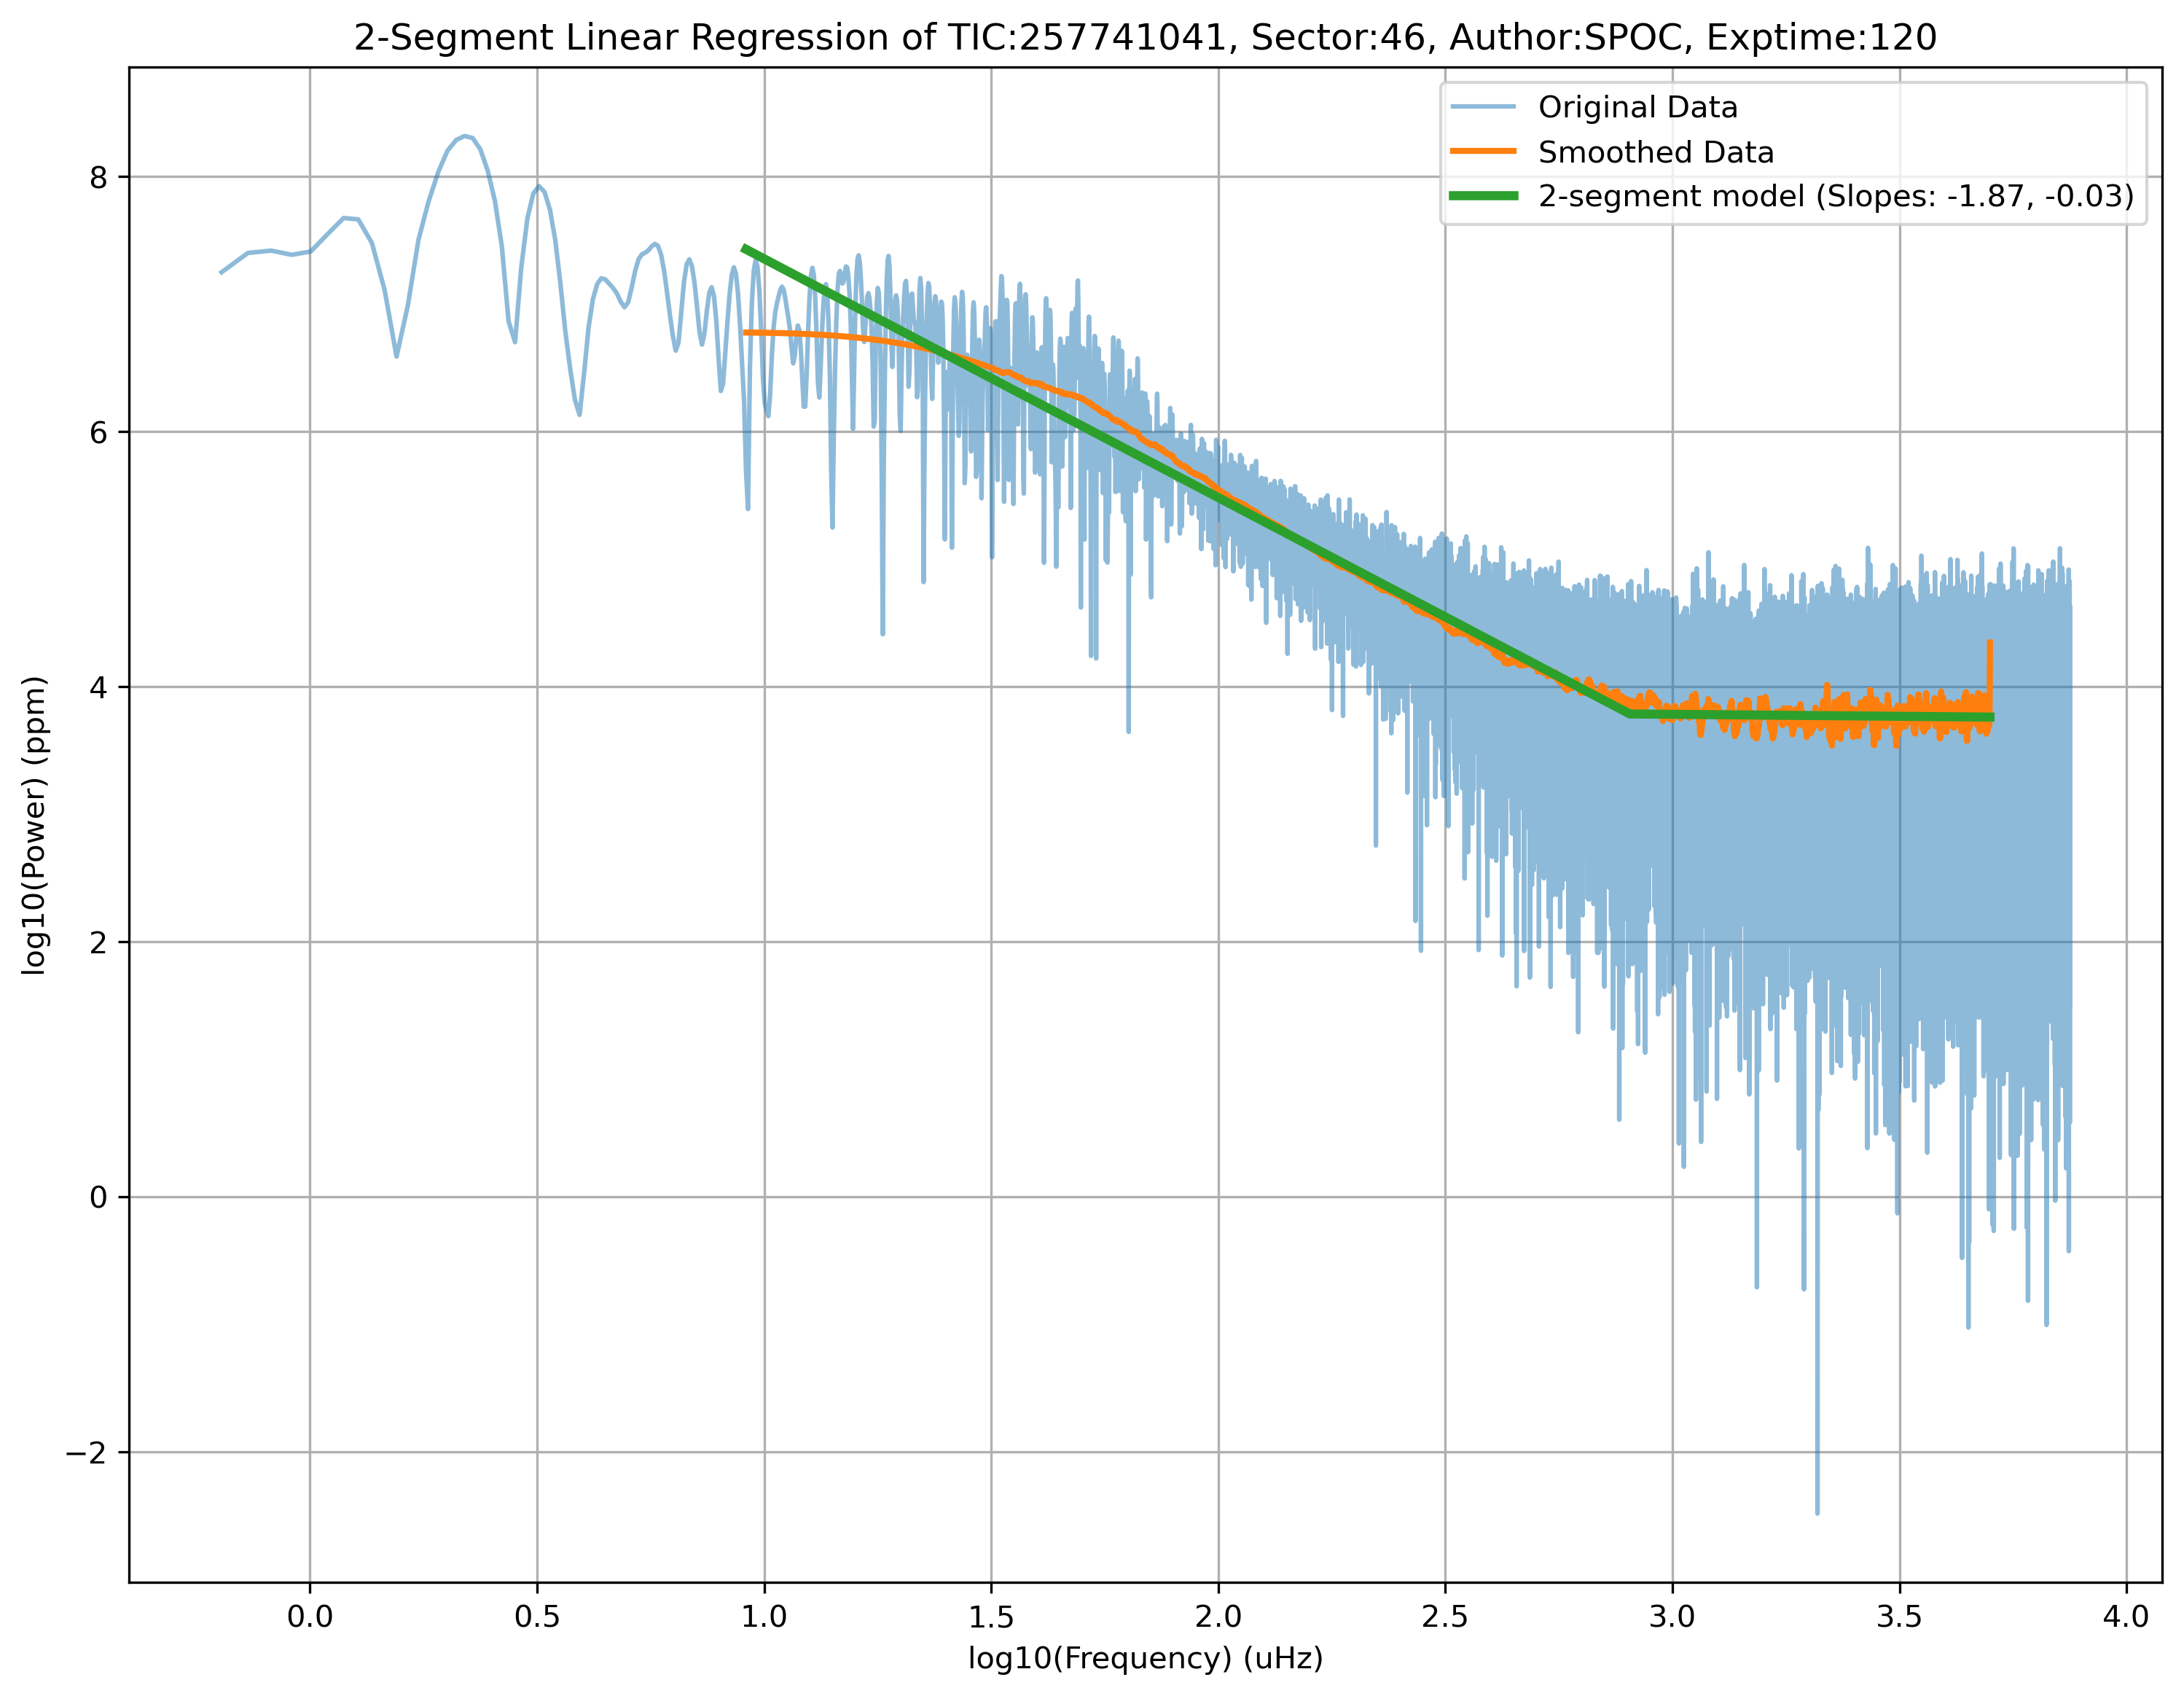 2-Segment Linear Regression of TIC:257741041, Sector:46, Author:SPOC, Exptime:120
Original Data
Smoothed Data
2-segment model (Slopes: -1.87, -0.03)
log10(Power) (ppm)
8
6
4
2
0
−2
0.0 0.5 1.0 1.5 2.0 2.5 3.0 3.5 4.0
log10(Frequency) (uHz)